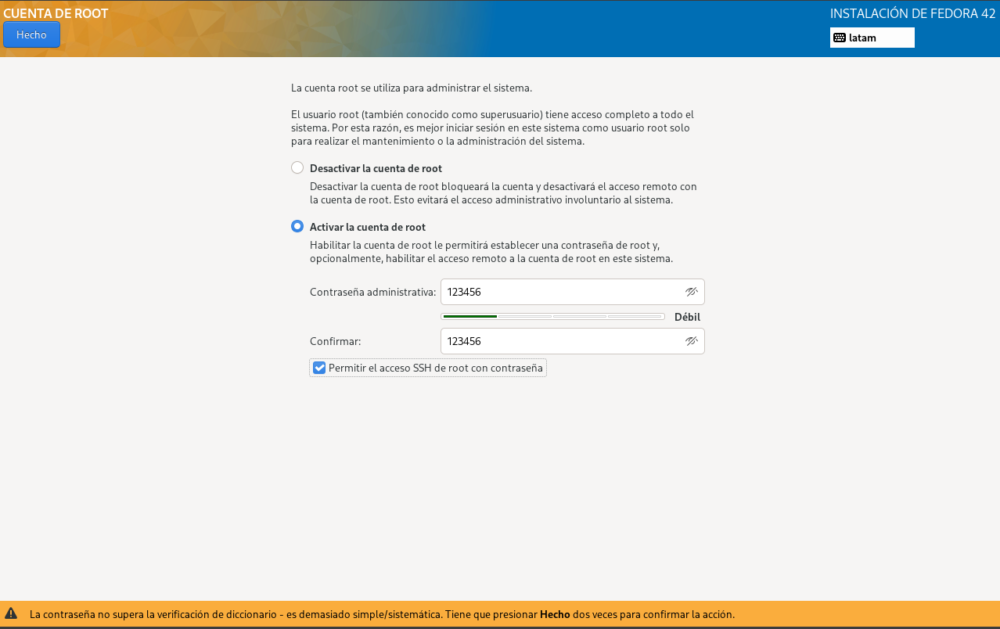 CUENTA DE ROOT
Hecho
INSTALACIÓN DE FEDORA 42
latam
La cuenta root se utiliza para administrar el sistema.
El usuario root (también conocido como superusuario) tiene acceso completo a todo el
sistema. Por esta razón, es mejor iniciar sesión en este sistema como usuario root solo
para realizar el mantenimiento o la administración del sistema.
Desactivar la cuenta de root
Desactivar la cuenta de root bloqueará la cuenta y desactivará el acceso remoto con
la cuenta de root. Esto evitará el acceso administrativo involuntario al sistema.
Activar la cuenta de root
Habilitar la cuenta de root le permitirá establecer una contraseña de root y,
opcionalmente, habilitar el acceso remoto a la cuenta de root en este sistema.
Contraseña administrativa: 123456
Débil
Confirmar: 123456
Permitir el acceso SSH de root con contraseña
La contraseña no supera la verificación de diccionario - es demasiado simple/sistemática. Tiene que presionar Hecho dos veces para confirmar la acción.